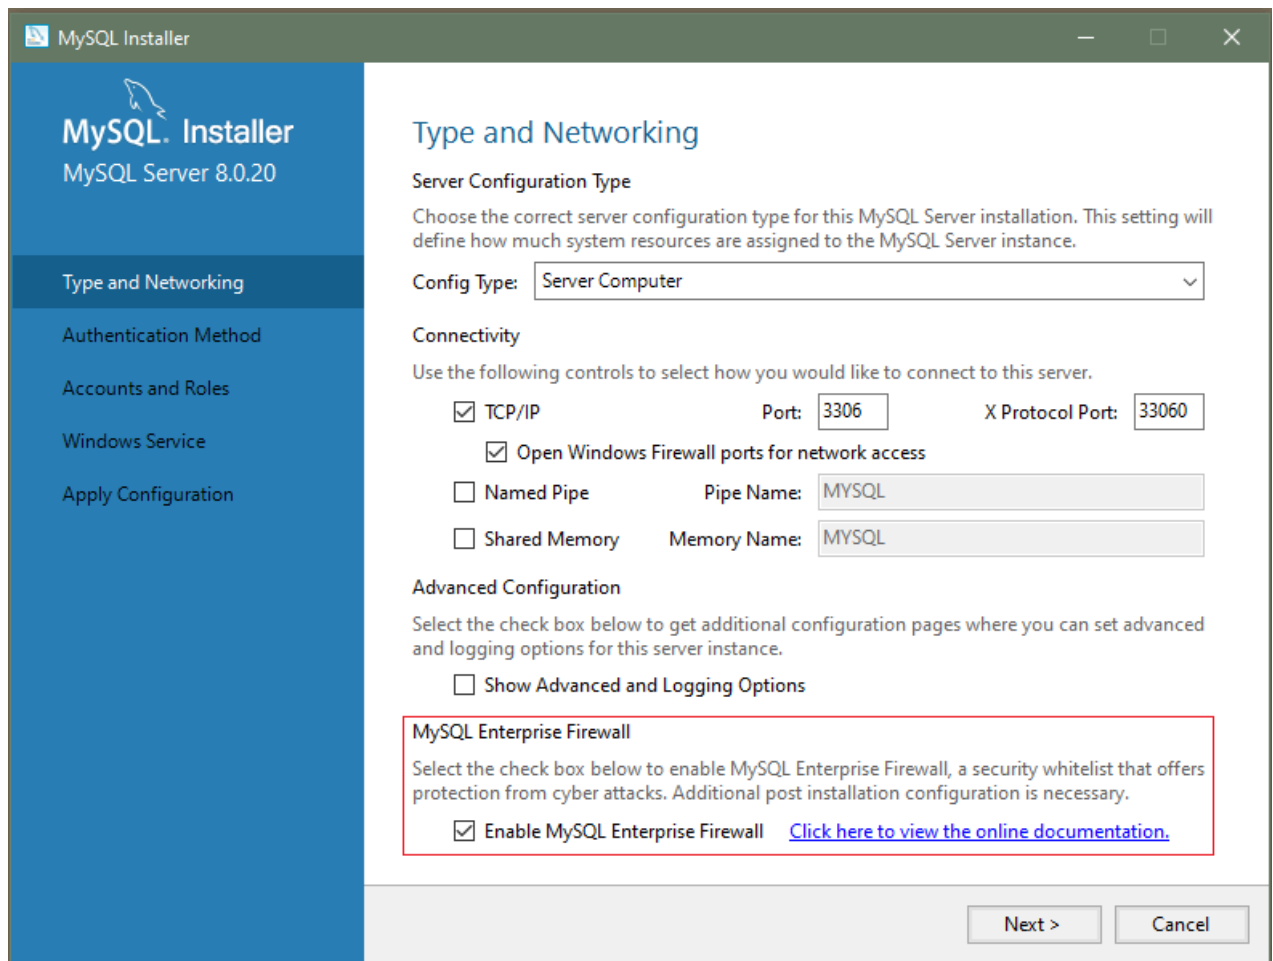 MySQL Installer
MySQL. Installer
MySQL Server 8.0.20
Type and Networking
Authentication Method
Accounts and Roles
Windows Service
Apply Configuration
Type and Networking
Server Configuration Type
Choose the correct server configuration type for this MySQL Server installation. This setting will
define how much system resources are assigned to the MySQL Server instance.
Config Type: Server Computer
Connectivity
Use the following controls to select how you would like to connect to this server.
TCP/IP Port: 3306 X Protocol Port: 33060
Open Windows Firewall ports for network access
Named Pipe Pipe Name: MYSQL
Shared Memory Memory Name: MYSQL
Advanced Configuration
Select the check box below to get additional configuration pages where you can set advanced
and logging options for this server instance.
Show Advanced and Logging Options
MySQL Enterprise Firewall
Select the check box below to enable MySQL Enterprise Firewall, a security whitelist that offers
protection from cyber attacks. Additional post installation configuration is necessary.
Enable MySQL Enterprise Firewall Click here to view the online documentation.
Next > Cancel